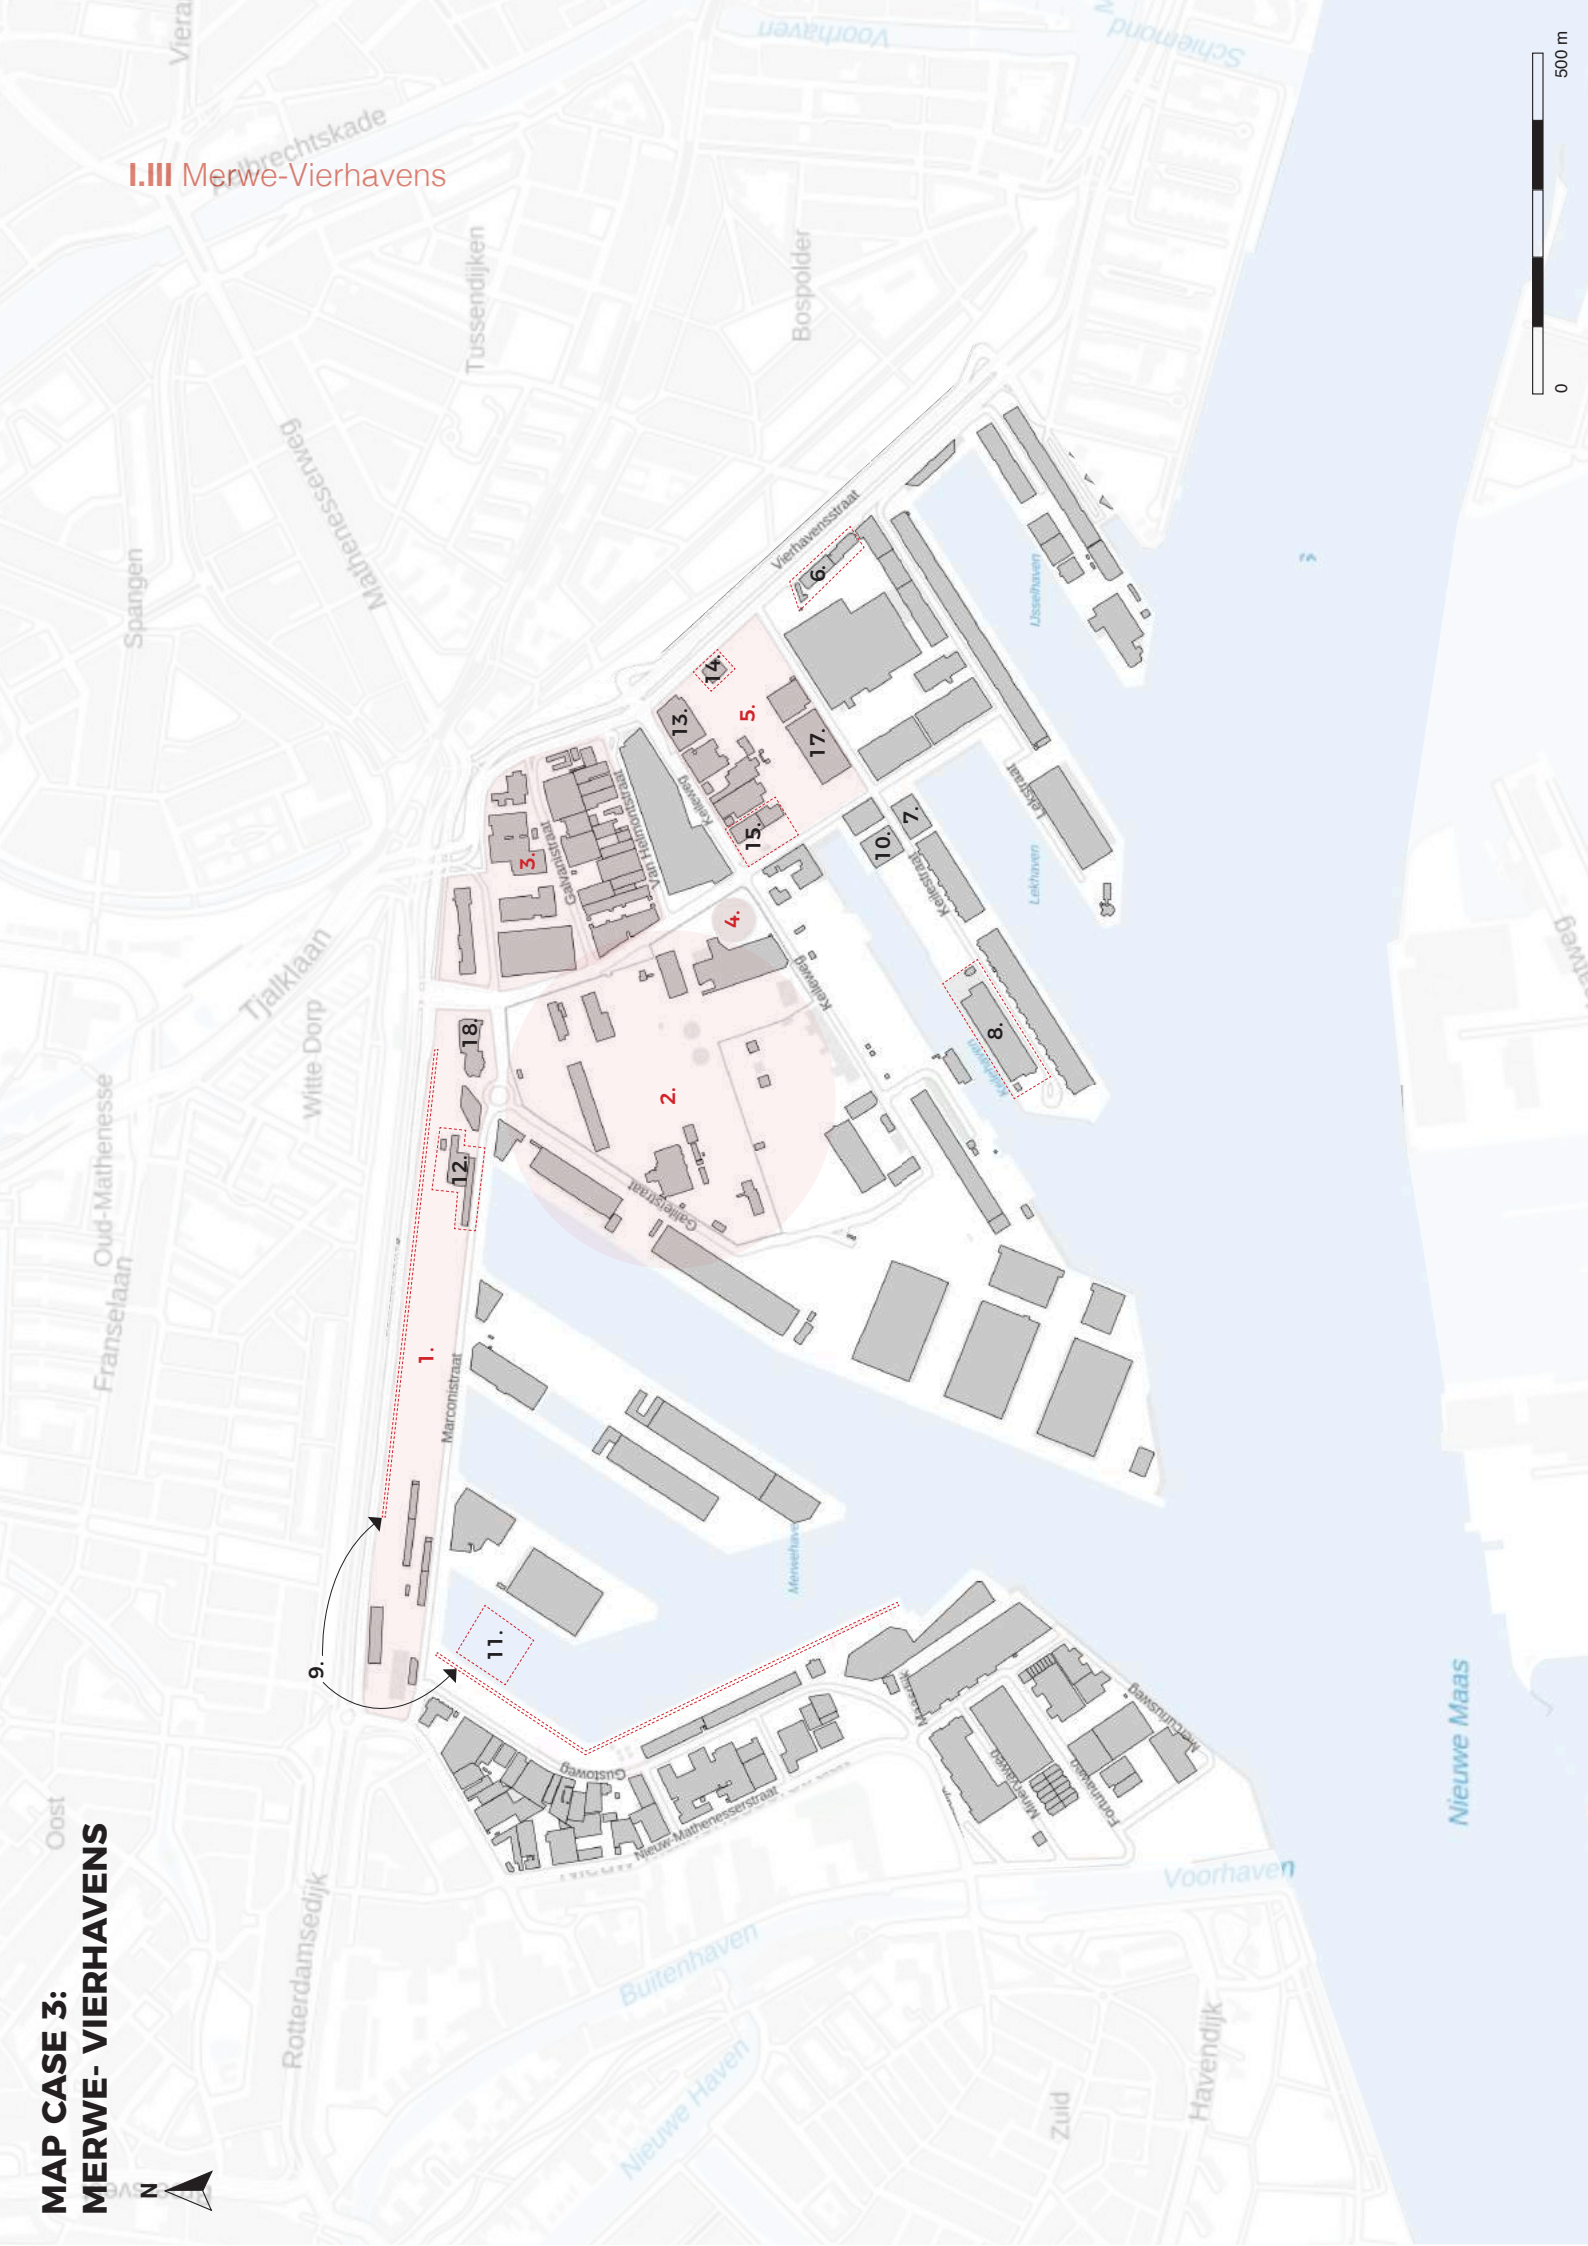 MAP CASE 3:
MERWE- VIERHAVENS
N
I.III Merwe-Vierhavens
Oost
Rotterdamsedijk
Franselaan
Oud-Mathenesse
Witte Dorp
Tjalklaan
Spangen
Mathenesserweg
Tussendijken
Bospolder
Voorhaven
Schiemond
Buitenhaven
Nieuwe Haven
Zuid
Havendijk
Voorhaven
Nieuwe Maas
Marconistraat
Galileistraat
Galvanistraat
Van Helmontstraat
Keileweg
Keileweg
Vierhavensstraat
Keilestraat
Keilehaven
Lekstraat
Lekhaven
IJsselhaven
Merwehaven
Gustoweg
Nieuw-Mathenesserstraat
Maasdijk
Minervaweg
Fortunaweg
Mercuriusweg
1.
2.
3.
4.
5.
6.
7.
8.
9.
10.
11.
12.
13.
14.
15.
17.
18.
0
500 m